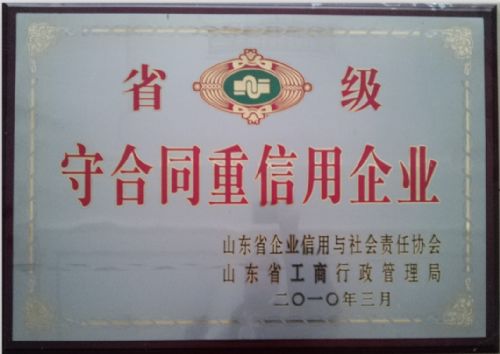 省级
守合同重信用企业
山东省企业信用与社会责任协会
山东省工商行政管理局
二〇一〇年三月